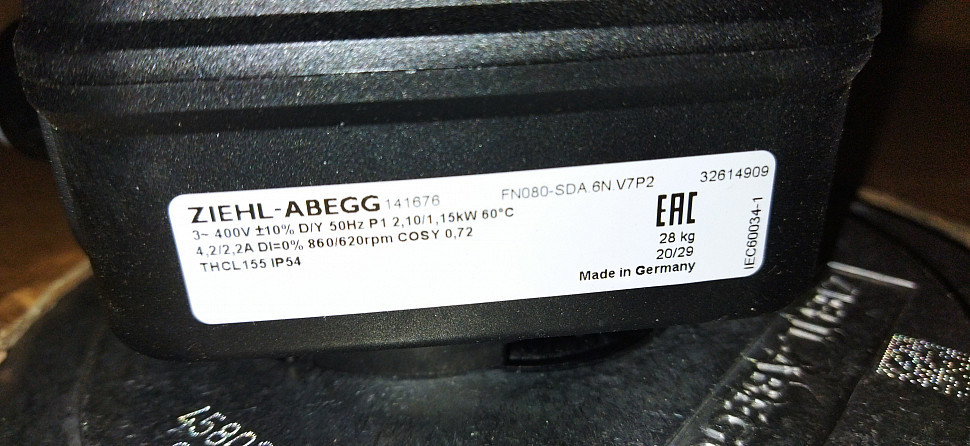 ZIEHL-ABEGG 141676 FN080-SDA.6N.V7P2 32614909
3~ 400V ±10% D/Y 50Hz P1 2,10/1,15kW 60°C
4,2/2,2A DI=0% 860/620rpm COSY 0,72
THCL155 IP54
EAC
28 kg
20/29
Made in Germany
IEC60034-1